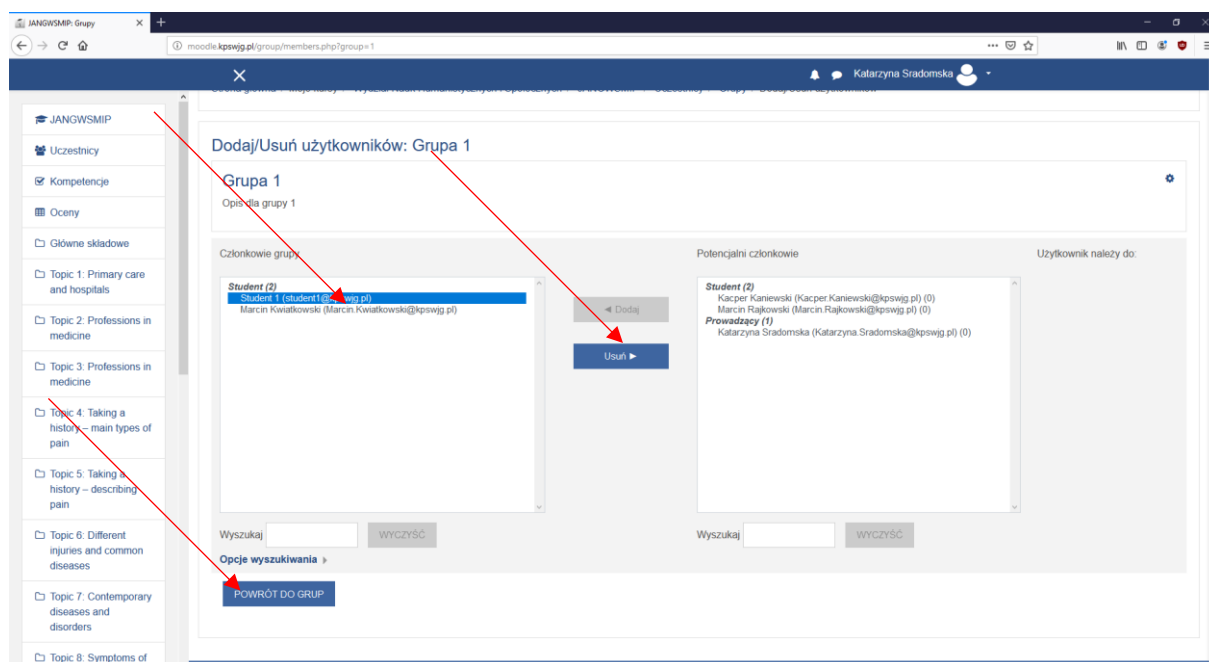 JANGWSMIP: Grupy
moodle.kpswjg.pl/group/members.php?group=1
Katarzyna Sradomska
JANGWSMIP
Uczestnicy
Kompetencje
Oceny
Główne składowe
Topic 1: Primary care
and hospitals
Topic 2: Professions in
medicine
Topic 3: Professions in
medicine
Topic 4: Taking a
history – main types of
pain
Topic 5: Taking a
history – describing
pain
Topic 6: Different
injuries and common
diseases
Topic 7: Contemporary
diseases and
disorders
Topic 8: Symptoms of
Dodaj/Usuń użytkowników: Grupa 1
Grupa 1
Opis dla grupy 1
Członkowie grupy
Student (2)
Student 1 (student1@kpswjg.pl)
Marcin Kwiatkowski (Marcin.Kwiatkowski@kpswjg.pl)
Wyszukaj
WYCZYŚĆ
Opcje wyszukiwania
POWRÓT DO GRUP
◄ Dodaj
Usuń ►
Potencjalni członkowie
Student (2)
Kacper Kaniewski (Kacper.Kaniewski@kpswjg.pl) (0)
Marcin Rajkowski (Marcin.Rajkowski@kpswjg.pl) (0)
Prowadzący (1)
Katarzyna Sradomska (Katarzyna.Sradomska@kpswjg.pl) (0)
Wyszukaj
WYCZYŚĆ
Użytkownik należy do: